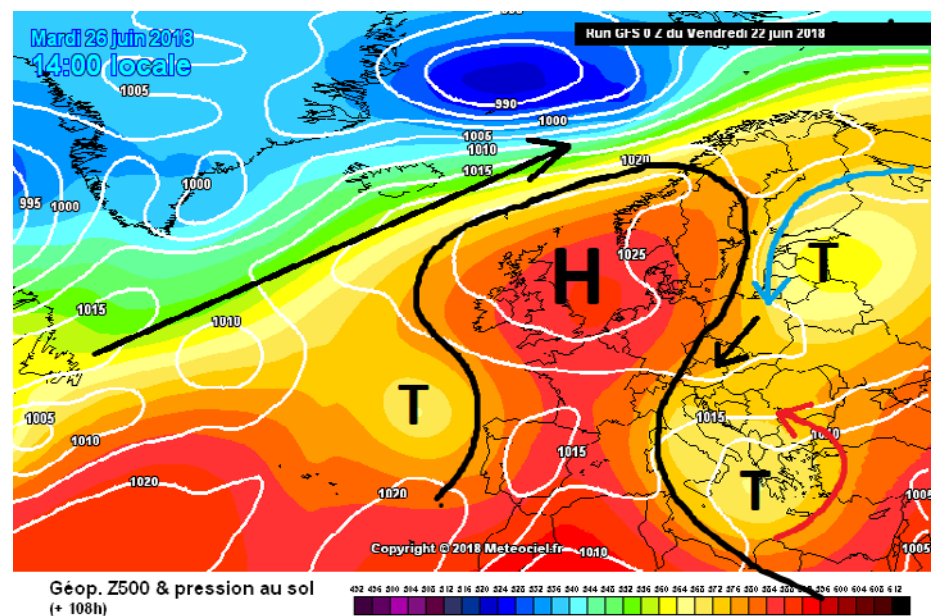 Mardi 26 juin 2018
14:00 locale
Run GFS 0 Z du Vendredi 22 juin 2018
1005
990
1000
1005
1010
1015
1020
995
1000
1000
1025
H
T
1015
1010
T
1005
1010
1015
1015
1010
1020
1020
T
1005
1005
1010
Copyright © 2018 Meteociel.fr
Géop. Z500 & pression au sol
(+ 108h)